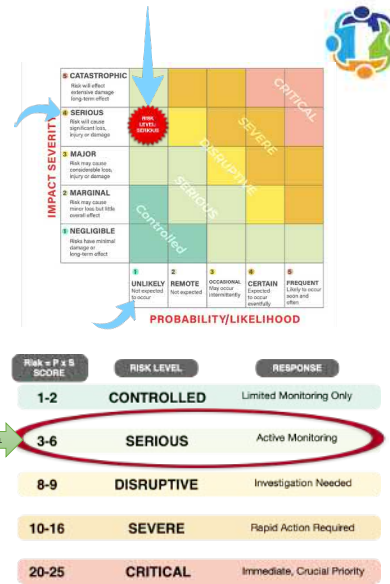 5 CATASTROPHIC
Risk will effect
extensive damage
long-term effect
4 SERIOUS
Risk will cause
significant loss,
injury or damage
3 MAJOR
Risk may cause
considerable loss,
injury or damage
2 MARGINAL
Risk may cause
minor loss but little
overall effect
1 NEGLIGIBLE
Risks have minimal
damage or
long-term effect
IMPACT SEVERITY
RISK
LEVEL:
SERIOUS
CRITICAL
SEVERE
DISRUPTIVE
SERIOUS
Controlled
1
UNLIKELY
Not expected
to occur
2
REMOTE
Not expected
3
OCCASIONAL
May occur
intermittently
4
CERTAIN
Expected
to occur
eventfully
5
FREQUENT
Likely to occur
soon and
often
PROBABILITY/LIKELIHOOD
Risk = P x S
SCORE
RISK LEVEL
RESPONSE
1-2 CONTROLLED Limited Monitoring Only
3-6 SERIOUS Active Monitoring
8-9 DISRUPTIVE Investigation Needed
10-16 SEVERE Rapid Action Required
20-25 CRITICAL Immediate, Crucial Priority